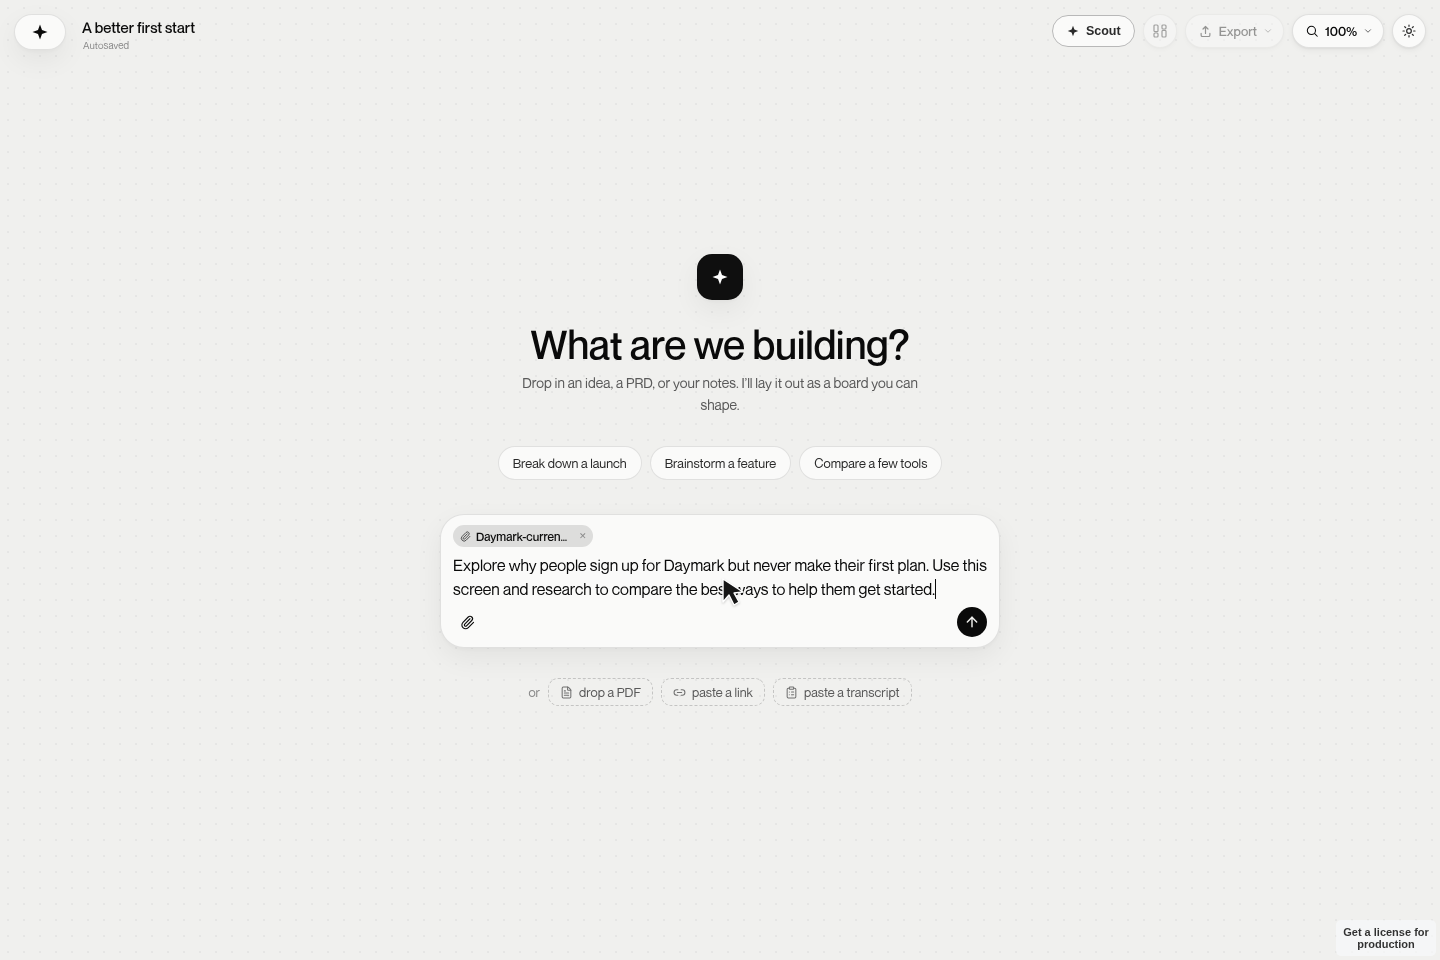 A better first start
Autosaved
Scout
Export
100%
What are we building?
Drop in an idea, a PRD, or your notes. I'll lay it out as a board you can
shape.
Break down a launch
Brainstorm a feature
Compare a few tools
Daymark-curren...
Explore why people sign up for Daymark but never make their first plan. Use this
screen and research to compare the best ways to help them get started.
or
drop a PDF
paste a link
paste a transcript
Get a license for
production